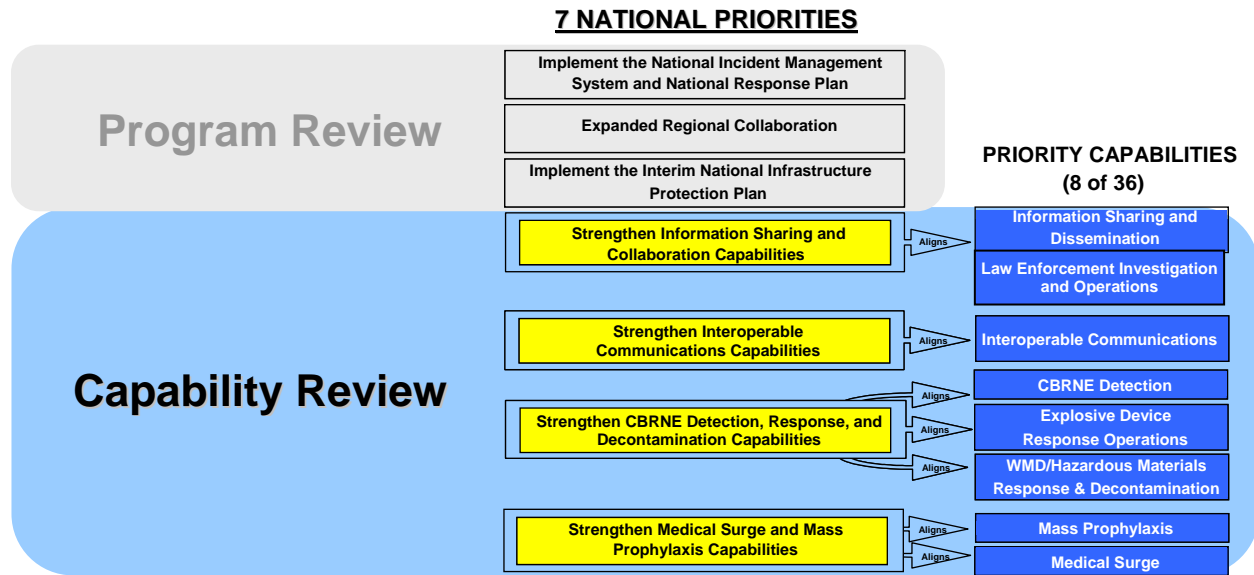 7 NATIONAL PRIORITIES
Implement the National Incident Management
System and National Response Plan
Program Review
Expanded Regional Collaboration
PRIORITY CAPABILITIES
(8 of 36)
Implement the Interim National Infrastructure
Protection Plan
Strengthen Information Sharing and
Collaboration Capabilities
Aligns
Information Sharing and
Dissemination
Law Enforcement Investigation
and Operations
Strengthen Interoperable
Communications Capabilities
Aligns
Interoperable Communications
Capability Review
Strengthen CBRNE Detection, Response, and
Decontamination Capabilities
Aligns
CBRNE Detection
Aligns
Explosive Device
Response Operations
Aligns
WMD/Hazardous Materials
Response & Decontamination
Strengthen Medical Surge and Mass
Prophylaxis Capabilities
Aligns
Mass Prophylaxis
Aligns
Medical Surge